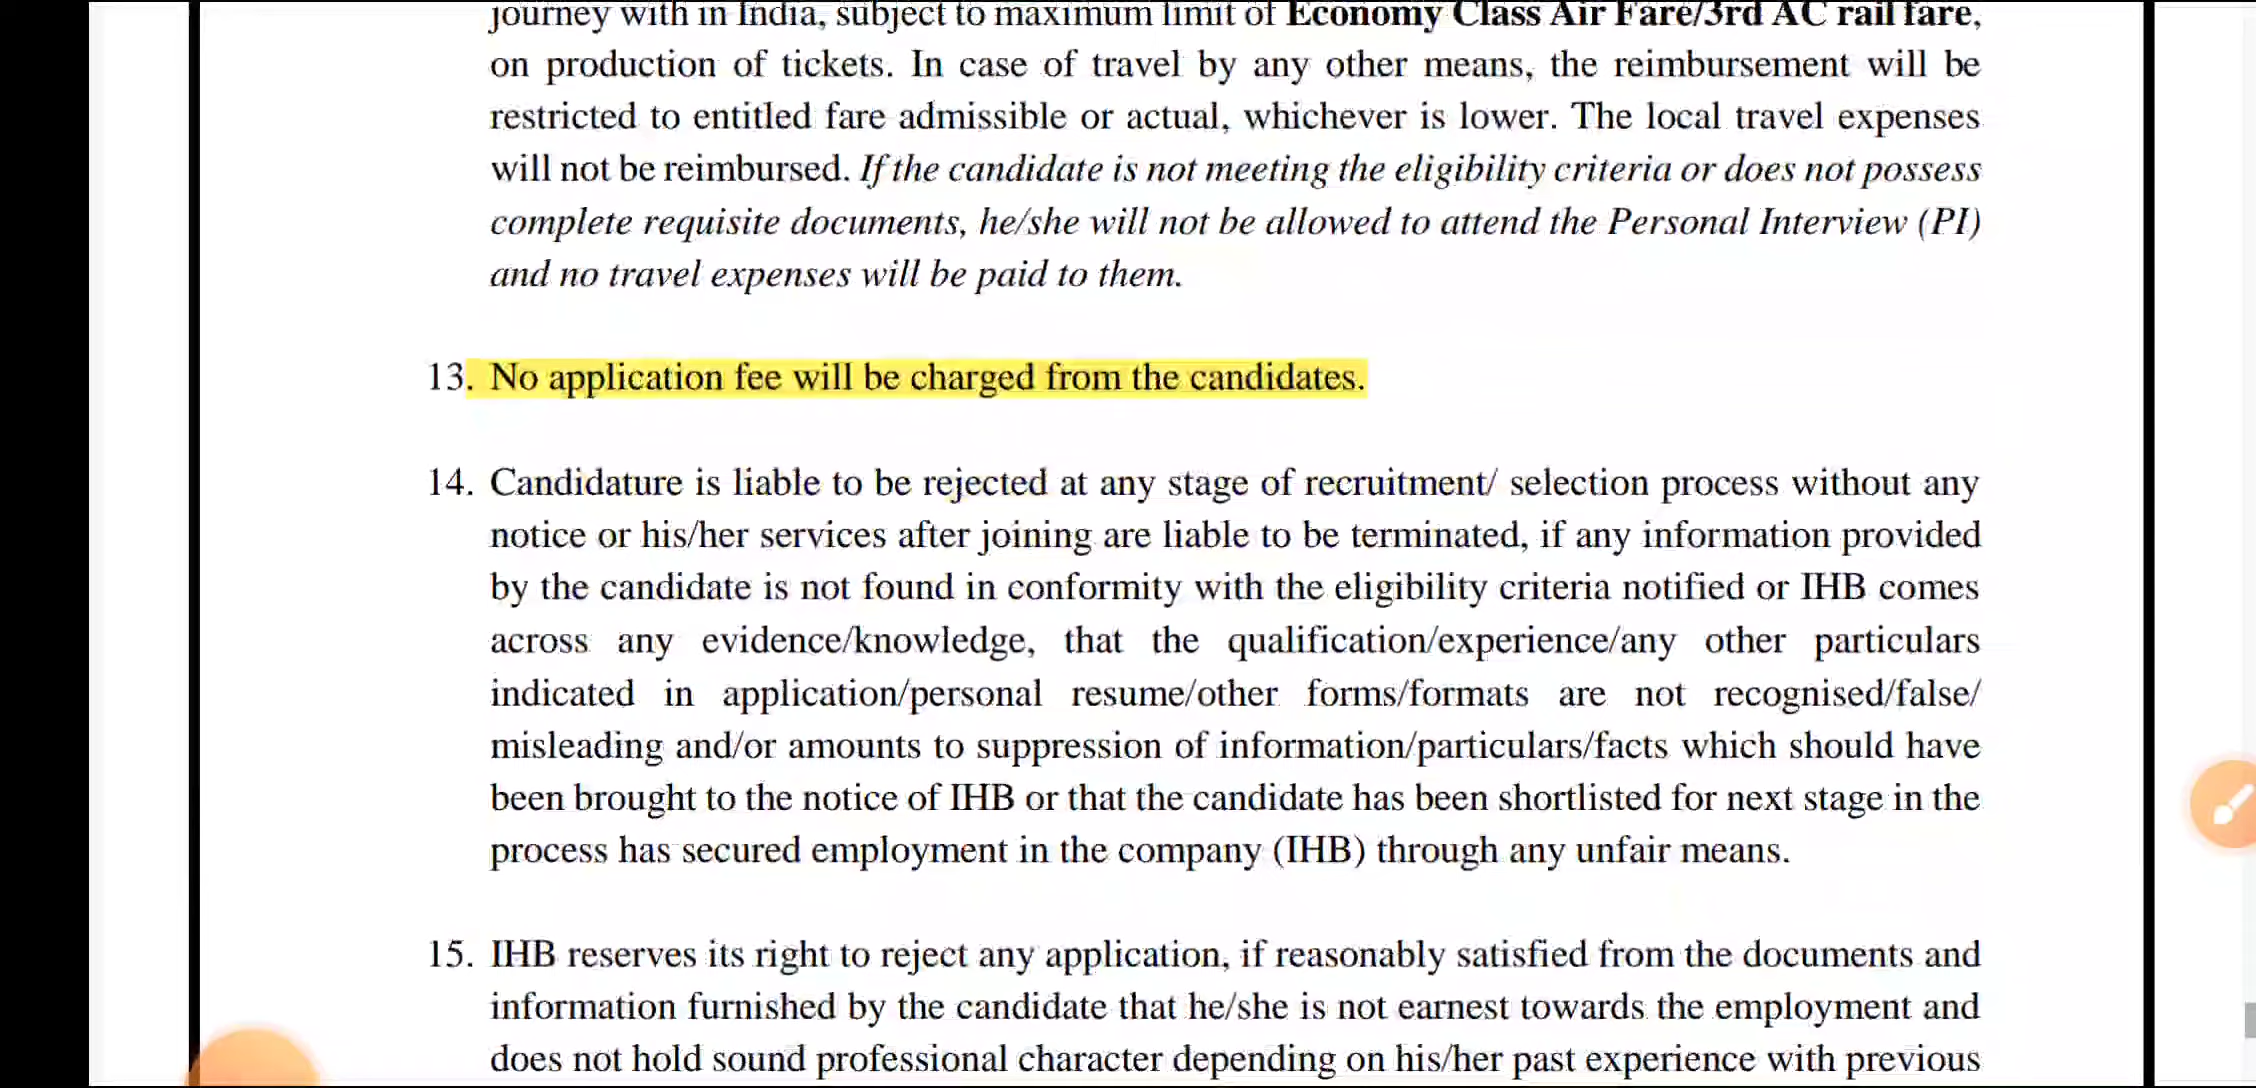 journey with in India, subject to maximum limit of Economy Class Air Fare/3rd AC rail fare,
on production of tickets. In case of travel by any other means, the reimbursement will be
restricted to entitled fare admissible or actual, whichever is lower. The local travel expenses
will not be reimbursed. If the candidate is not meeting the eligibility criteria or does not possess
complete requisite documents, he/she will not be allowed to attend the Personal Interview (PI)
and no travel expenses will be paid to them.
13. No application fee will be charged from the candidates.
14. Candidature is liable to be rejected at any stage of recruitment/ selection process without any
notice or his/her services after joining are liable to be terminated, if any information provided
by the candidate is not found in conformity with the eligibility criteria notified or IHB comes
across any evidence/knowledge, that the qualification/experience/any other particulars
indicated in application/personal resume/other forms/formats are not recognised/false/
misleading and/or amounts to suppression of information/particulars/facts which should have
been brought to the notice of IHB or that the candidate has been shortlisted for next stage in the
process has secured employment in the company (IHB) through any unfair means.
15. IHB reserves its right to reject any application, if reasonably satisfied from the documents and
information furnished by the candidate that he/she is not earnest towards the employment and
does not hold sound professional character depending on his/her past experience with previous